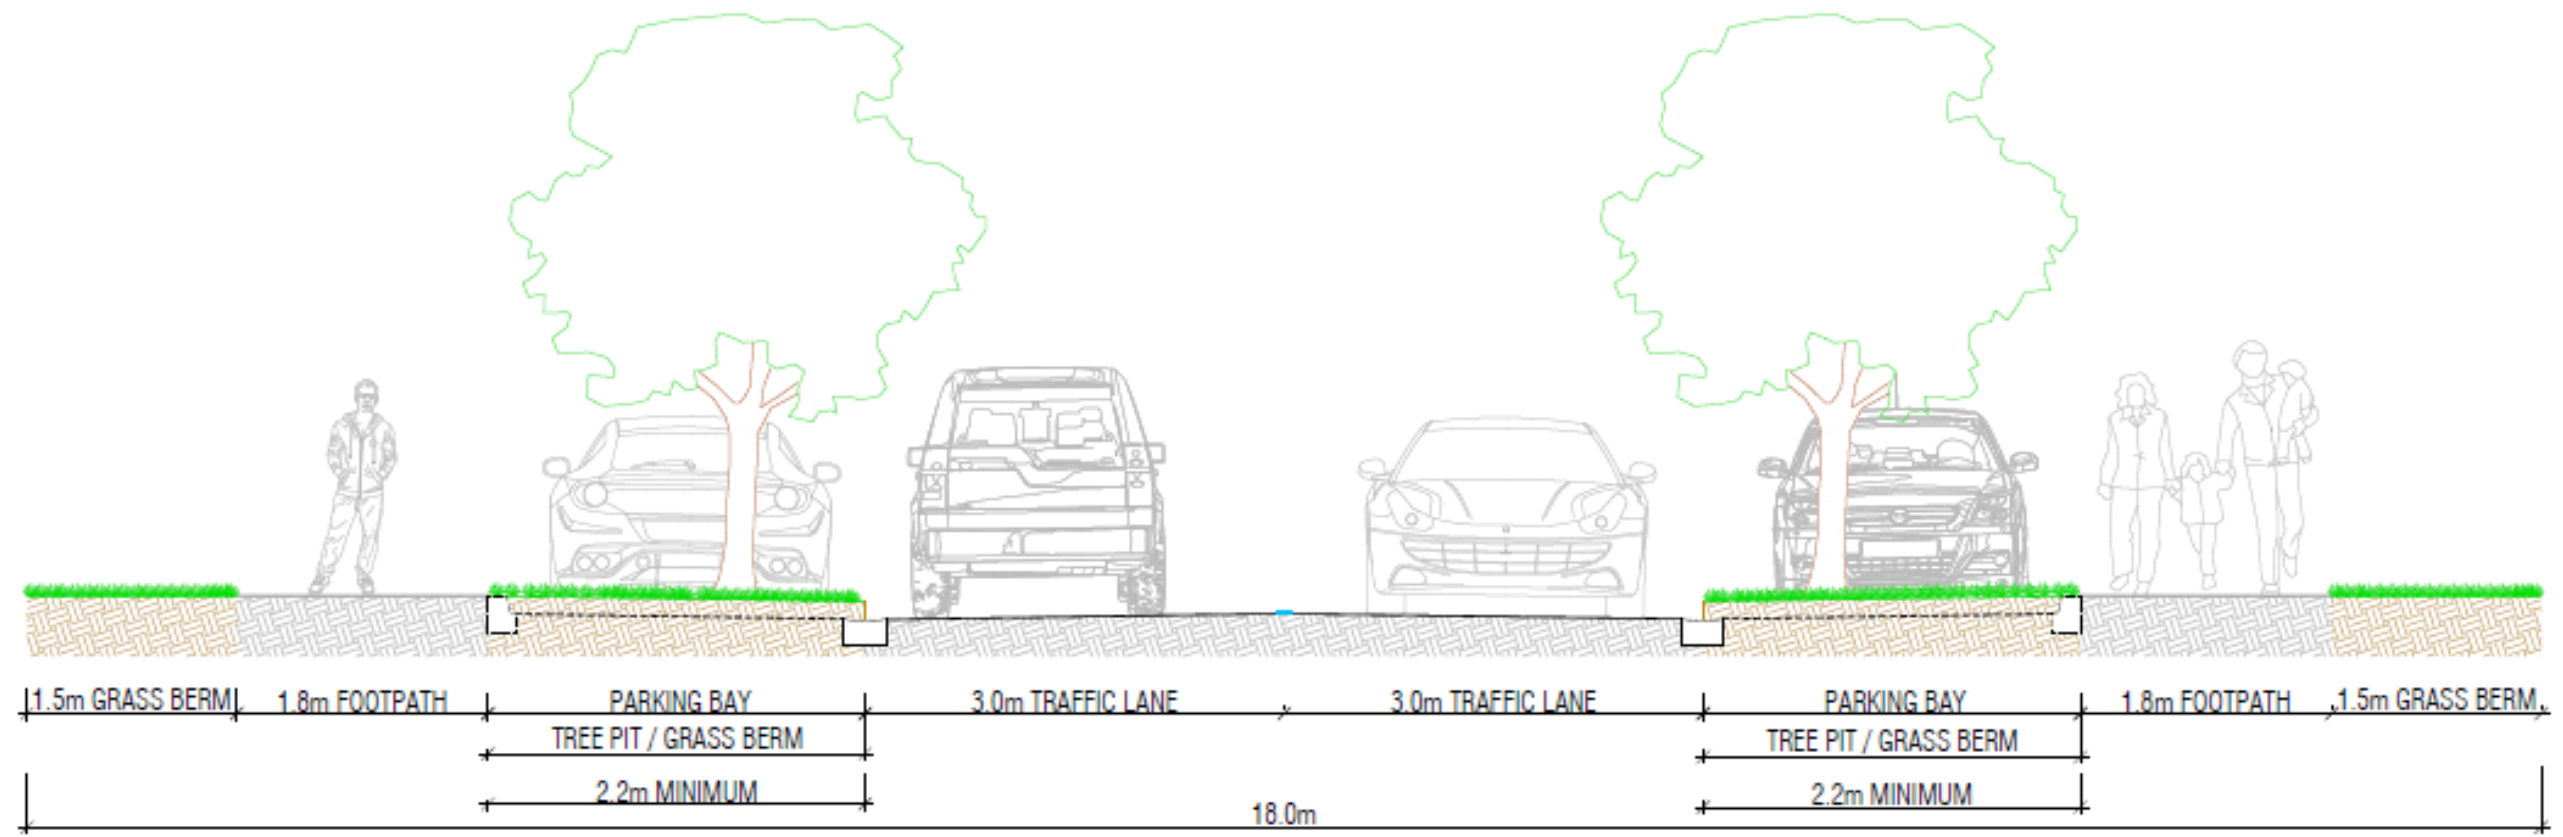 1.5m GRASS BERM
1.8m FOOTPATH
PARKING BAY
3.0m TRAFFIC LANE
3.0m TRAFFIC LANE
PARKING BAY
1.8m FOOTPATH
1.5m GRASS BERM
TREE PIT / GRASS BERM
TREE PIT / GRASS BERM
2.2m MINIMUM
2.2m MINIMUM
18.0m